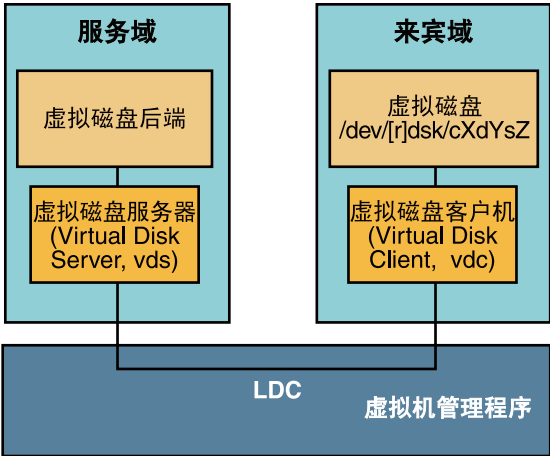 服务域
虚拟磁盘后端
虚拟磁盘服务器
(Virtual Disk
Server, vds)
来宾域
虚拟磁盘
/dev/[r]dsk/cXdYsZ
虚拟磁盘客户机
(Virtual Disk
Client, vdc)
LDC
虚拟机管理程序